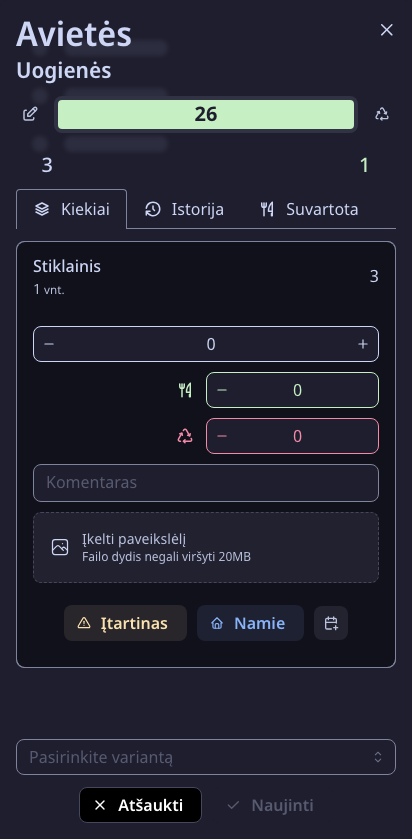 Avietės
Uogienės
26
3 1
Kiekiai Istorija Suvartota
Stiklainis
1 vnt.
3
− 0 +
− 0
− 0
Komentaras
Įkelti paveikslėlį
Failo dydis negali viršyti 20MB
Įtartinas Namie
Pasirinkite variantą
Atšaukti Naujinti